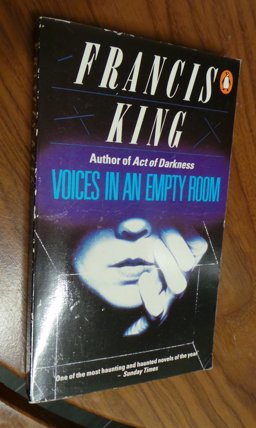 FRANCIS
KING
Author of Act of Darkness
VOICES IN AN EMPTY ROOM
One of the most haunting and haunted novels of the year
– Sunday Times